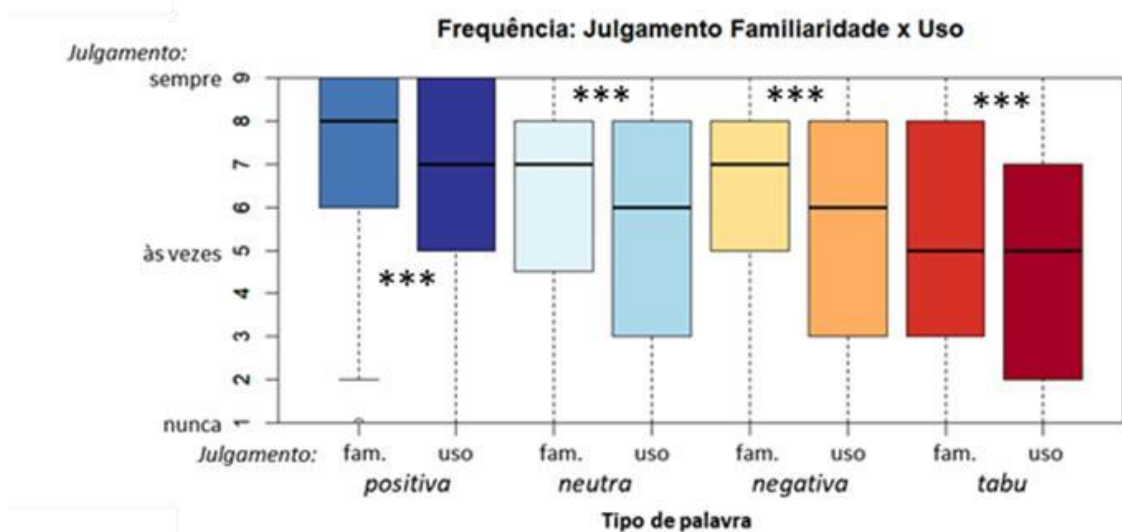 Frequência: Julgamento Familiaridade x Uso
Julgamento:
sempre
às vezes
nunca
9
8
7
6
5
4
3
2
1
***
***
***
***
Julgamento: fam. uso fam. uso fam. uso fam. uso
positiva neutra negativa tabu
Tipo de palavra